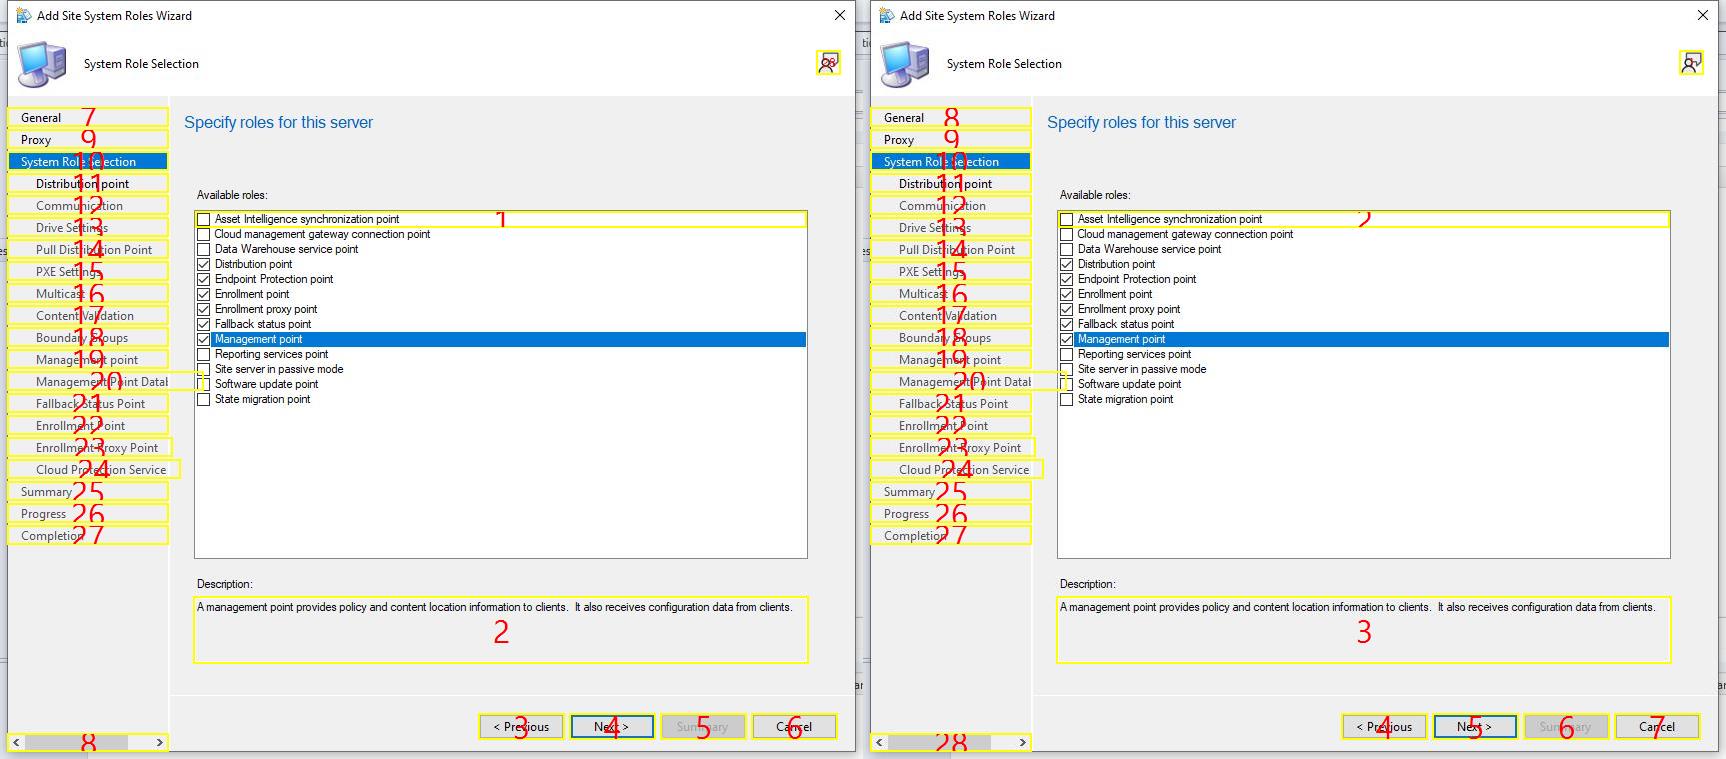 Add Site System Roles Wizard
System Role Selection
28
General 7
Proxy 9
System Role Selection 10
Distribution point 11
Communication 12
Drive Settings 13
Pull Distribution Point 14
PXE Settings 15
Multicast 16
Content Validation 17
Boundary Groups 18
Management point 19
Management Point Datab 20
Fallback Status Point 21
Enrollment Point 22
Enrollment Proxy Point 23
Cloud Protection Service 24
Summary 25
Progress 26
Completion 27
8
Specify roles for this server
Available roles:
Asset Intelligence synchronization point 1
Cloud management gateway connection point
Data Warehouse service point
Distribution point
Endpoint Protection point
Enrollment point
Enrollment proxy point
Fallback status point
Management point
Reporting services point
Site server in passive mode
Software update point
State migration point
Description:
A management point provides policy and content location information to clients.  It also receives configuration data from clients.
2
< Previous 3
Next > 4
Summary 5
Cancel 6
Add Site System Roles Wizard
System Role Selection
1
General 8
Proxy 9
System Role Selection 10
Distribution point 11
Communication 12
Drive Settings 13
Pull Distribution Point 14
PXE Settings 15
Multicast 16
Content Validation 17
Boundary Groups 18
Management point 19
Management Point Datab 20
Fallback Status Point 21
Enrollment Point 22
Enrollment Proxy Point 23
Cloud Protection Service 24
Summary 25
Progress 26
Completion 27
28
Specify roles for this server
Available roles:
Asset Intelligence synchronization point 2
Cloud management gateway connection point
Data Warehouse service point
Distribution point
Endpoint Protection point
Enrollment point
Enrollment proxy point
Fallback status point
Management point
Reporting services point
Site server in passive mode
Software update point
State migration point
Description:
A management point provides policy and content location information to clients.  It also receives configuration data from clients.
3
< Previous 4
Next > 5
Summary 6
Cancel 7